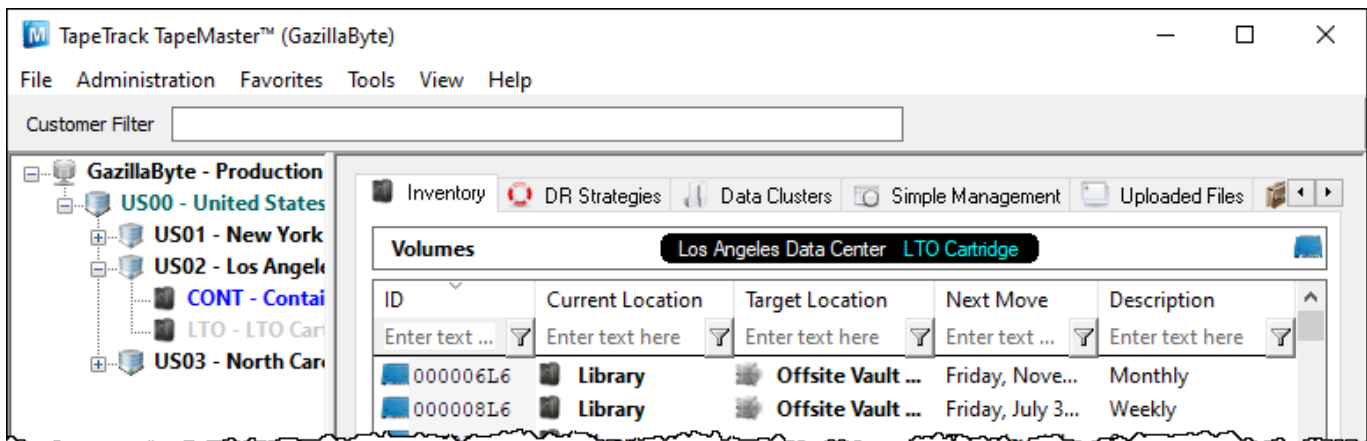 TapeTrack TapeMaster™ (GazillaByte)
File Administration Favorites Tools View Help
Customer Filter
GazillaByte - Production
US00 - United States
US01 - New York
US02 - Los Angele
CONT - Contai
LTO - LTO Cart
US03 - North Caro
Inventory DR Strategies Data Clusters Simple Management Uploaded Files
Volumes Los Angeles Data Center LTO Cartridge
ID Current Location Target Location Next Move Description
Enter text ... Enter text here Enter text here Enter text ... Enter text here
000006L6 Library Offsite Vault ... Friday, Nove... Monthly
000008L6 Library Offsite Vault ... Friday, July 3... Weekly